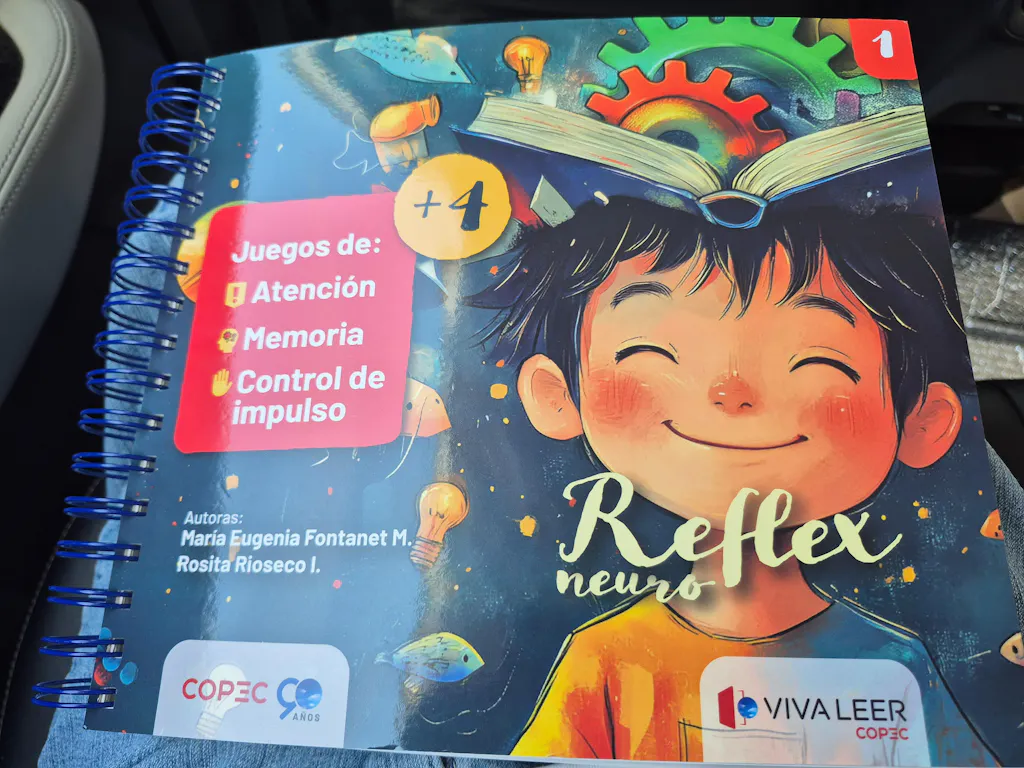 1
+4
Juegos de:
Atención
Memoria
Control de
impulso
Reflex
neuro
Autoras:
María Eugenia Fontanet M.
Rosita Rioseco I.
COPEC 90
AÑOS
VIVA LEER
COPEC